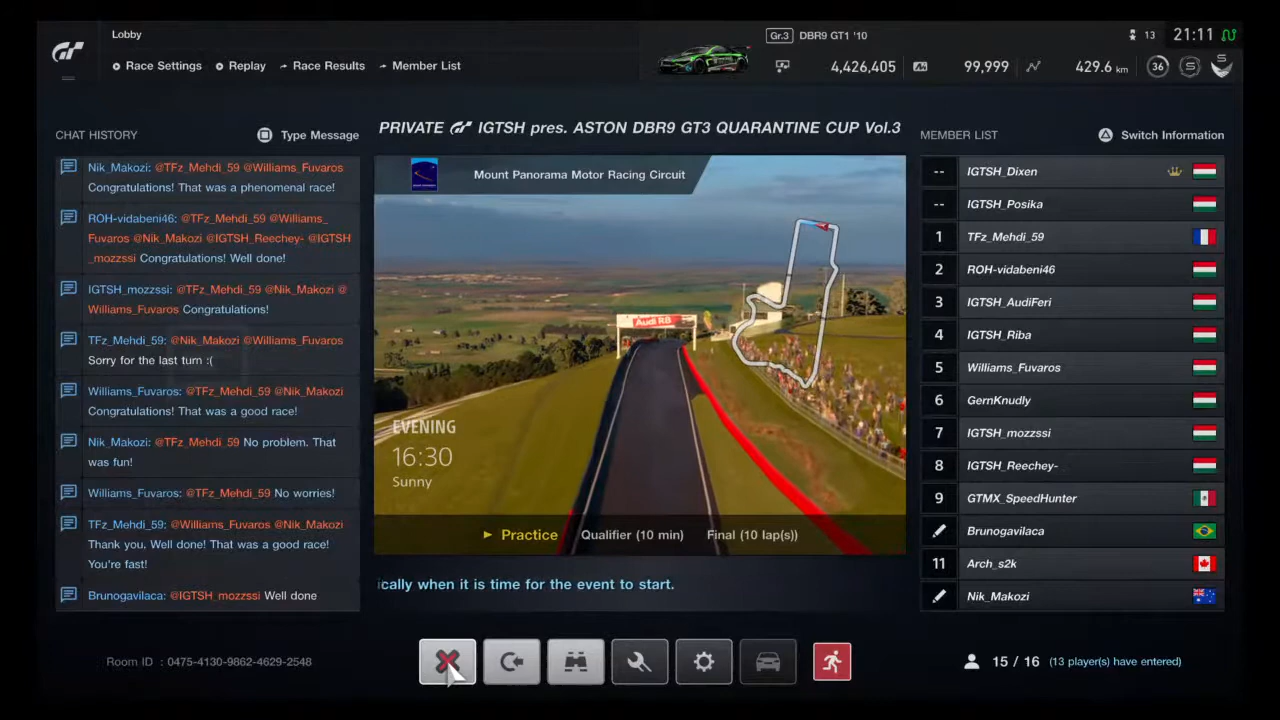 Lobby
Race Settings
Replay
Race Results
Member List
Gr.3 DBR9 GT1 '10
13
21:11
4,426,405
99,999
429.6 km
36
S
S
CHAT HISTORY
Type Message
PRIVATE GT IGTSH pres. ASTON DBR9 GT3 QUARANTINE CUP Vol.3
MEMBER LIST
Switch Information
Nik_Makozi: @TFz_Mehdi_59 @Williams_Fuvaros
Congratulations! That was a phenomenal race!
ROH-vidabeni46: @TFz_Mehdi_59 @Williams_
Fuvaros @Nik_Makozi @IGTSH_Reechey- @IGTSH
_mozzssi Congratulations! Well done!
IGTSH_mozzssi: @TFz_Mehdi_59 @Nik_Makozi @
Williams_Fuvaros Congratulations!
TFz_Mehdi_59: @Nik_Makozi @Williams_Fuvaros
Sorry for the last turn :(
Williams_Fuvaros: @TFz_Mehdi_59 @Nik_Makozi
Congratulations! That was a good race!
Nik_Makozi: @TFz_Mehdi_59 No problem. That
was fun!
Williams_Fuvaros: @TFz_Mehdi_59 No worries!
TFz_Mehdi_59: @Williams_Fuvaros @Nik_Makozi
Thank you. Well done! That was a good race!
You're fast!
Brunogavilaca: @IGTSH_mozzssi Well done
Mount Panorama Motor Racing Circuit
Audi R8
EVENING
16:30
Sunny
Practice
Qualifier (10 min)
Final (10 lap(s))
ically when it is time for the event to start.
-- IGTSH_Dixen
-- IGTSH_Posika
1 TFz_Mehdi_59
2 ROH-vidabeni46
3 IGTSH_AudiFeri
4 IGTSH_Riba
5 Williams_Fuvaros
6 GernKnudly
7 IGTSH_mozzssi
8 IGTSH_Reechey-
9 GTMX_SpeedHunter
Brunogavilaca
11 Arch_s2k
Nik_Makozi
Room ID : 0475-4130-9862-4629-2548
15 / 16 (13 player(s) have entered)